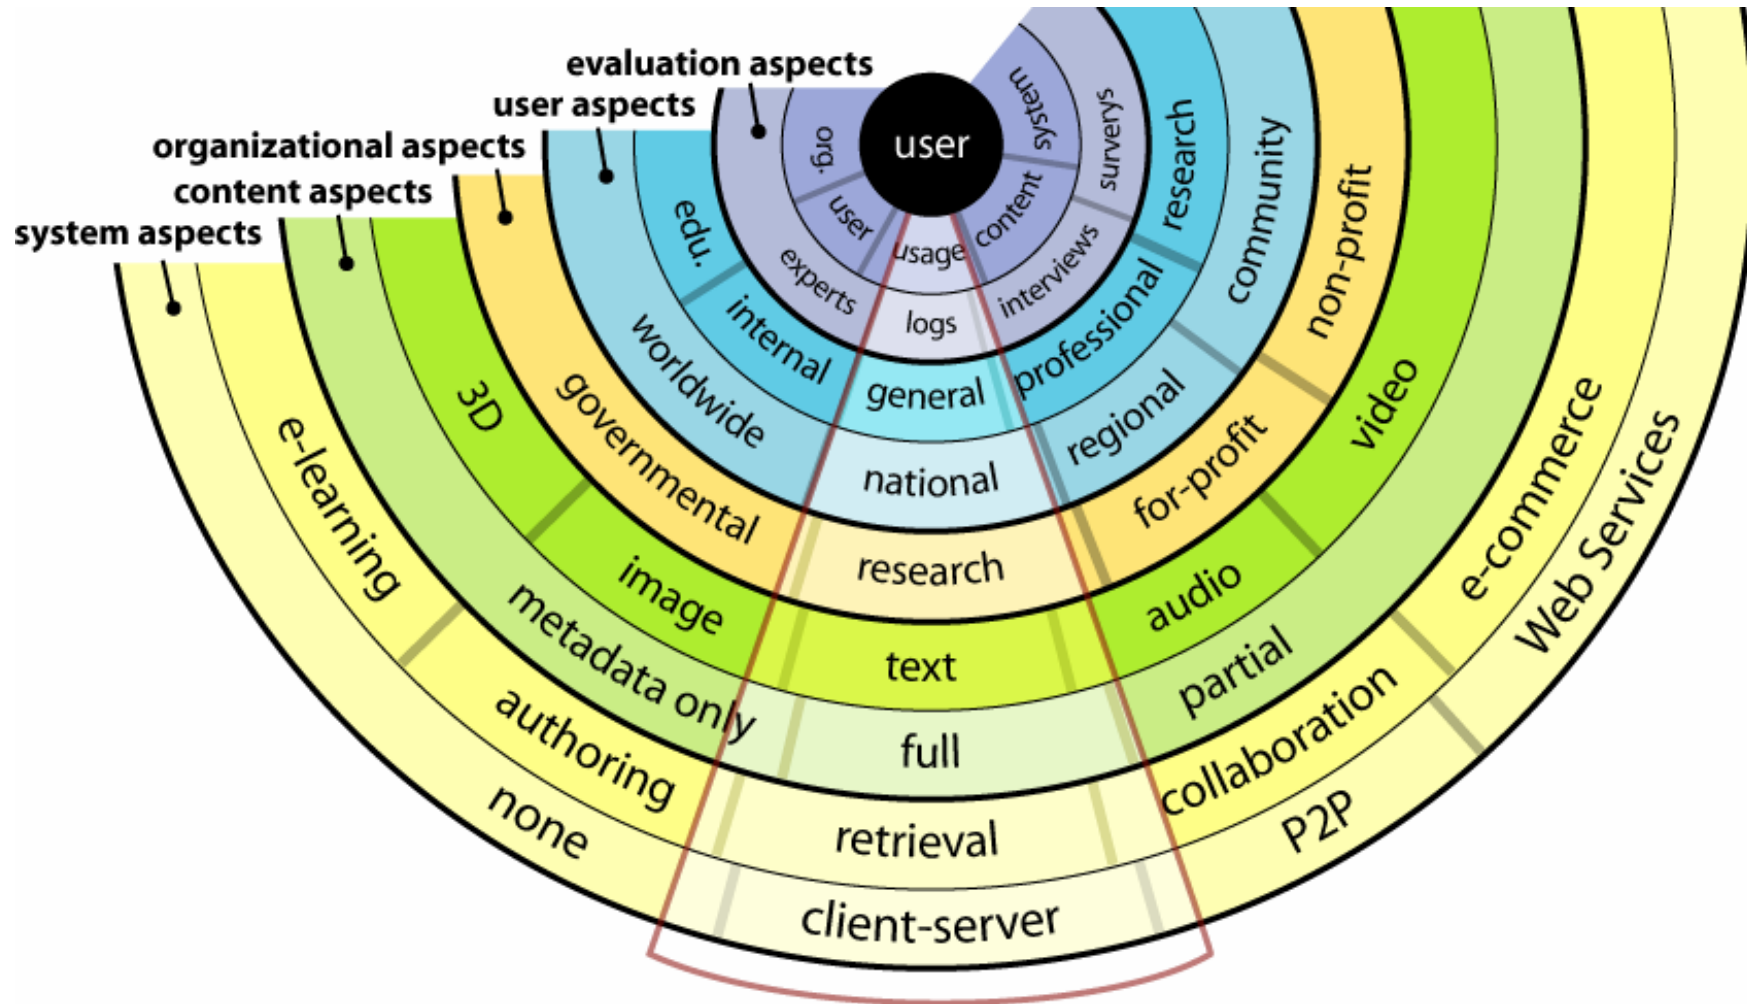 evaluation aspects
user aspects
organizational aspects
content aspects
system aspects
user
org.
user
usage
content
system
experts
logs
interviews
surverys
edu.
internal
general
professional
research
worldwide
national
regional
community
governmental
research
for-profit
non-profit
3D
image
text
audio
video
metadata only
full
partial
e-learning
authoring
retrieval
collaboration
e-commerce
none
client-server
P2P
Web Services